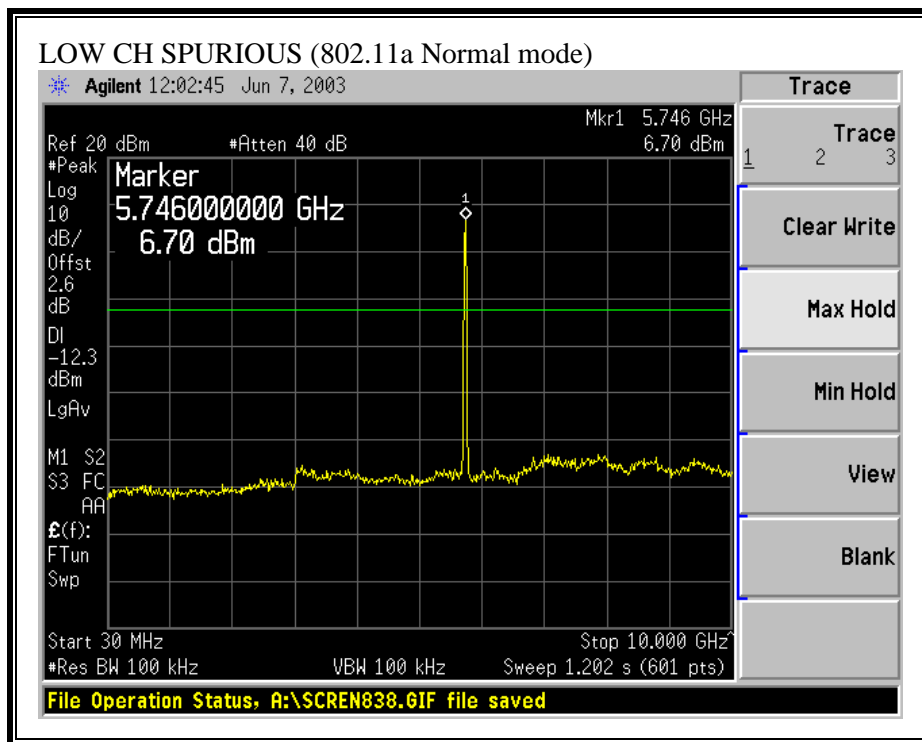 LOW CH SPURIOUS (802.11a Normal mode)
Agilent 12:02:45 Jun 7, 2003
Trace
Mkr1 5.746 GHz
Ref 20 dBm #Atten 40 dB 6.70 dBm
#Peak
Log
10
dB/
Offst
2.6
dB
DI
-12.3
dBm
LgAv
M1 S2
S3 FC
AA
£(f):
FTun
Swp
Marker
5.746000000 GHz
6.70 dBm
1
Start 30 MHz Stop 10.000 GHz^
#Res BW 100 kHz VBW 100 kHz Sweep 1.202 s (601 pts)
File Operation Status, A:\SCREN838.GIF file saved
Trace
1 2 3
Clear Write
Max Hold
Min Hold
View
Blank